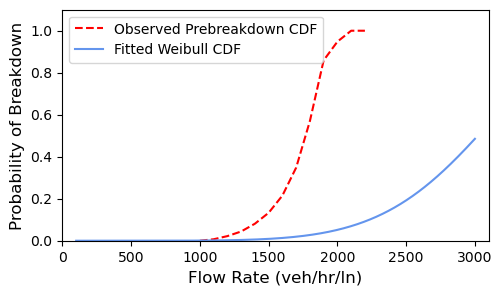 Observed Prebreakdown CDF
Fitted Weibull CDF
Probability of Breakdown
1.0
0.8
0.6
0.4
0.2
0.0
0 500 1000 1500 2000 2500 3000
Flow Rate (veh/hr/ln)